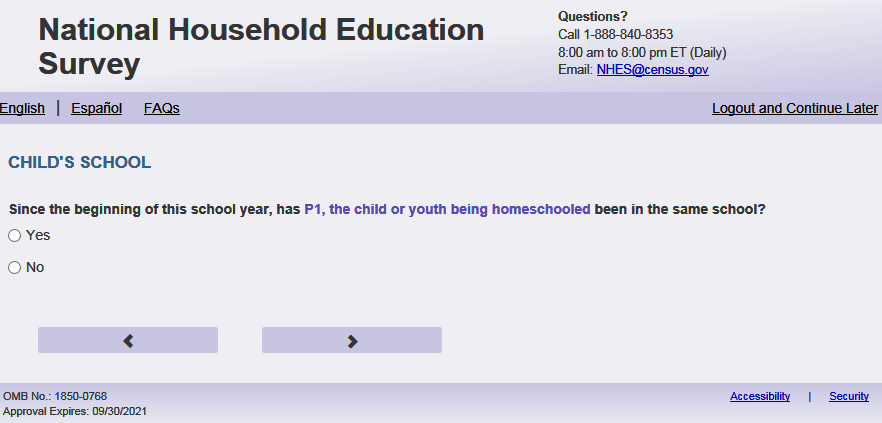 National Household Education
Survey
Questions?
Call 1-888-840-8353
8:00 am to 8:00 pm ET (Daily)
Email: NHES@census.gov
English | Español FAQs Logout and Continue Later
CHILD'S SCHOOL
Since the beginning of this school year, has P1, the child or youth being homeschooled been in the same school?
Yes
No
OMB No.: 1850-0768
Approval Expires: 09/30/2021
Accessibility | Security